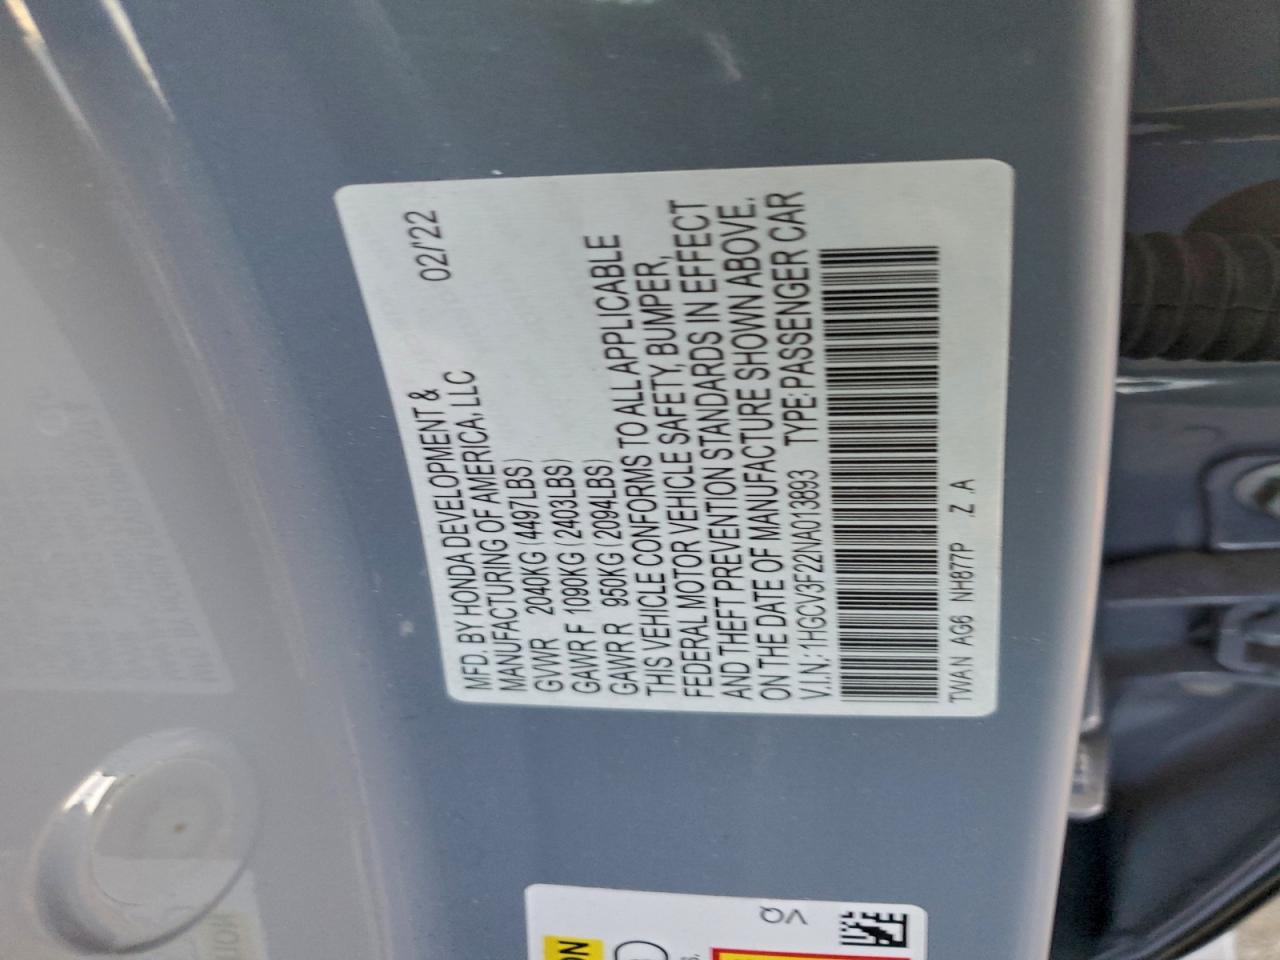 MFD. BY HONDA DEVELOPMENT & 02/'22
MANUFACTURING OF AMERICA, LLC
GVWR 2040KG (4497LBS)
GAWR F 1090KG (2403LBS)
GAWR R 950KG (2094LBS)
THIS VEHICLE CONFORMS TO ALL APPLICABLE
FEDERAL MOTOR VEHICLE SAFETY, BUMPER,
AND THEFT PREVENTION STANDARDS IN EFFECT
ON THE DATE OF MANUFACTURE SHOWN ABOVE.
V.I.N.: 1HGCV3F22NA013893 TYPE:PASSENGER CAR
TWAN AG6 NH877P Z.A
VQ
ON